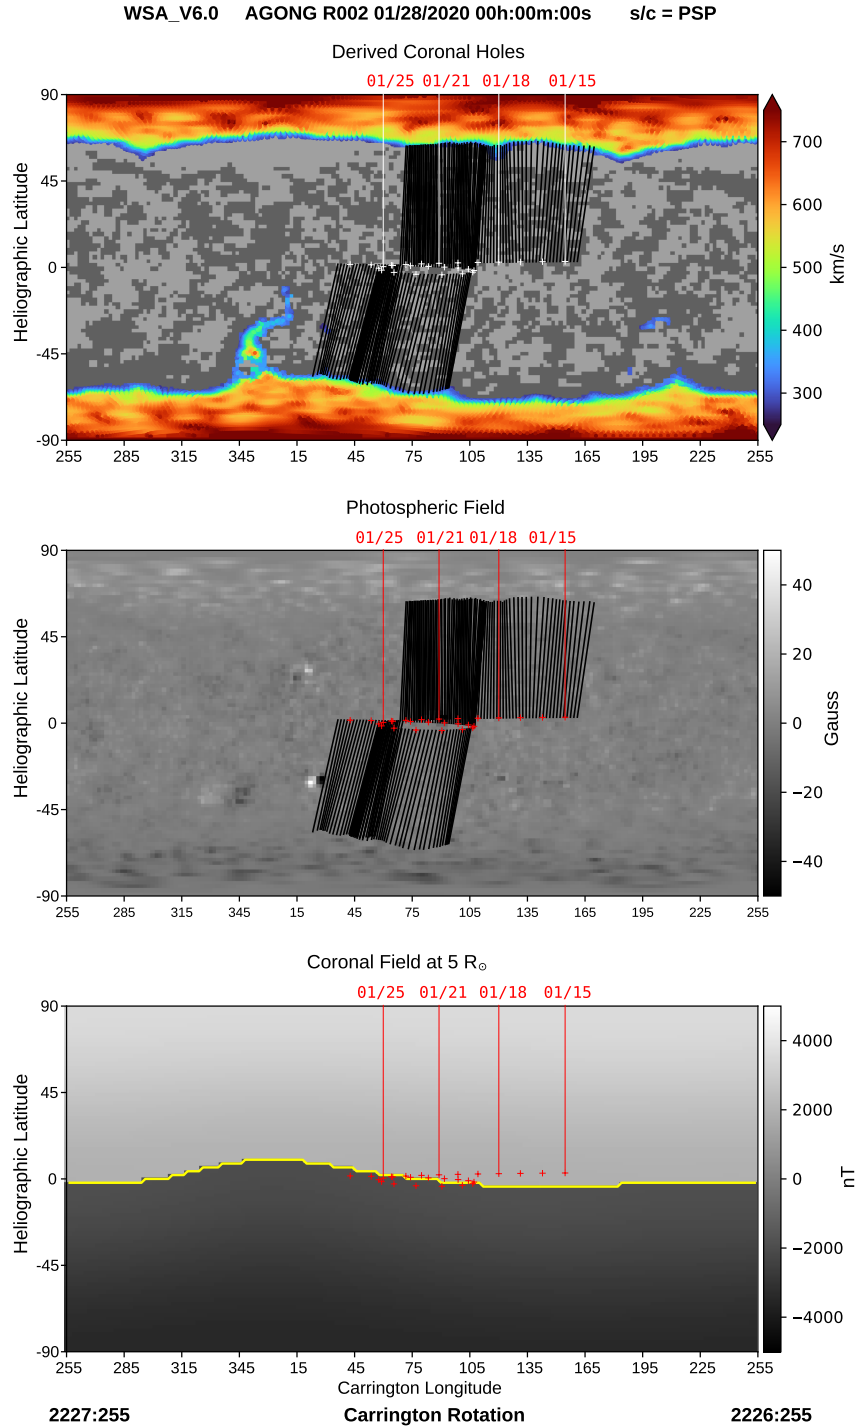 WSA_V6.0 AGONG R002 01/28/2020 00h:00m:00s s/c = PSP
Derived Coronal Holes
01/25 01/21 01/18 01/15
90
45
0
-45
-90
Heliographic Latitude
255 285 315 345 15 45 75 105 135 165 195 225 255
700
600
500
400
300
km/s
Photospheric Field
01/25 01/21 01/18 01/15
90
45
0
-45
-90
Heliographic Latitude
255 285 315 345 15 45 75 105 135 165 195 225 255
40
20
0
−20
−40
Gauss
Coronal Field at 5 R☉
01/25 01/21 01/18 01/15
90
45
0
-45
-90
Heliographic Latitude
255 285 315 345 15 45 75 105 135 165 195 225 255
4000
2000
0
−2000
−4000
nT
Carrington Longitude
2227:255 Carrington Rotation 2226:255